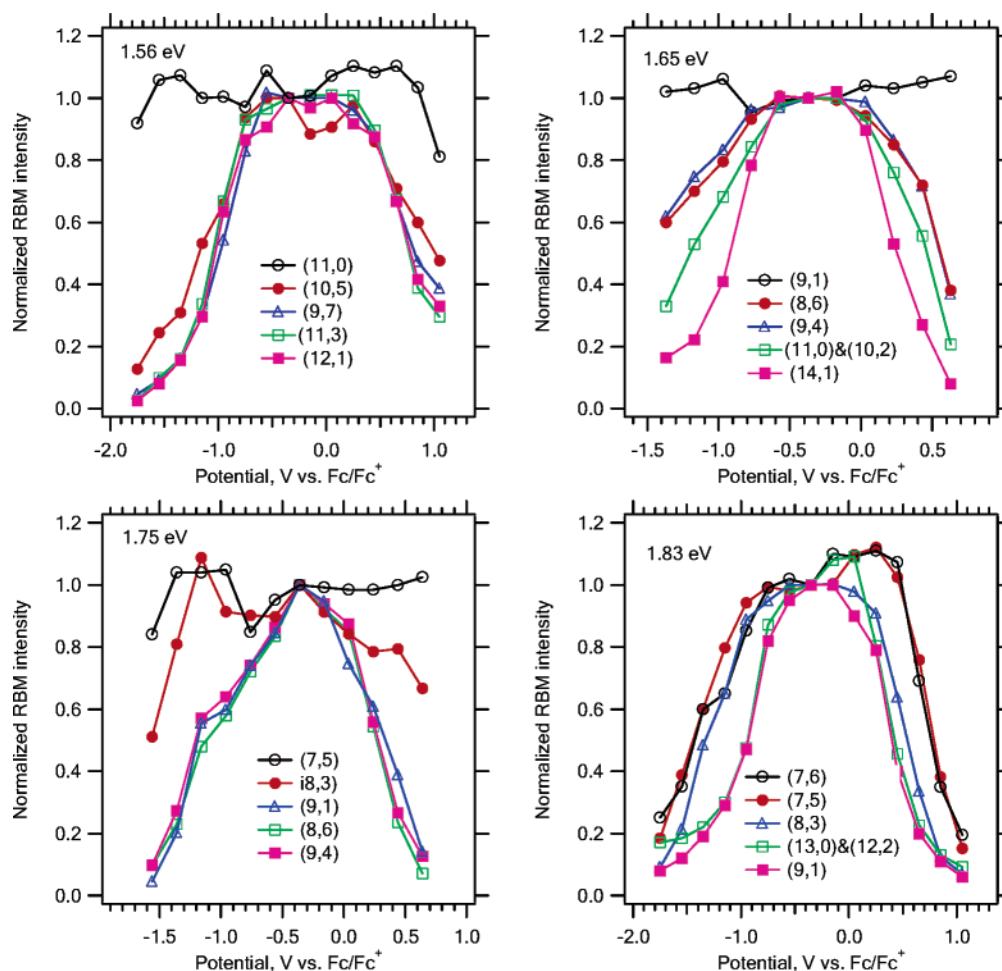 1.56 eV
Normalized RBM intensity
1.2
1.0
0.8
0.6
0.4
0.2
0.0
(11,0)
(10,5)
(9,7)
(11,3)
(12,1)
-2.0 -1.0 0.0 1.0
Potential, V vs. Fc/Fc+
1.65 eV
Normalized RBM intensity
1.2
1.0
0.8
0.6
0.4
0.2
0.0
(9,1)
(8,6)
(9,4)
(11,0)&(10,2)
(14,1)
-1.5 -1.0 -0.5 0.0 0.5
Potential, V vs. Fc/Fc+
1.75 eV
Normalized RBM intensity
1.2
1.0
0.8
0.6
0.4
0.2
0.0
(7,5)
i8,3)
(9,1)
(8,6)
(9,4)
-1.5 -1.0 -0.5 0.0 0.5 1.0
Potential, V vs. Fc/Fc+
1.83 eV
Normalized RBM intensity
1.2
1.0
0.8
0.6
0.4
0.2
0.0
(7,6)
(7,5)
(8,3)
(13,0)&(12,2)
(9,1)
-2.0 -1.0 0.0 1.0
Potential, V vs. Fc/Fc+